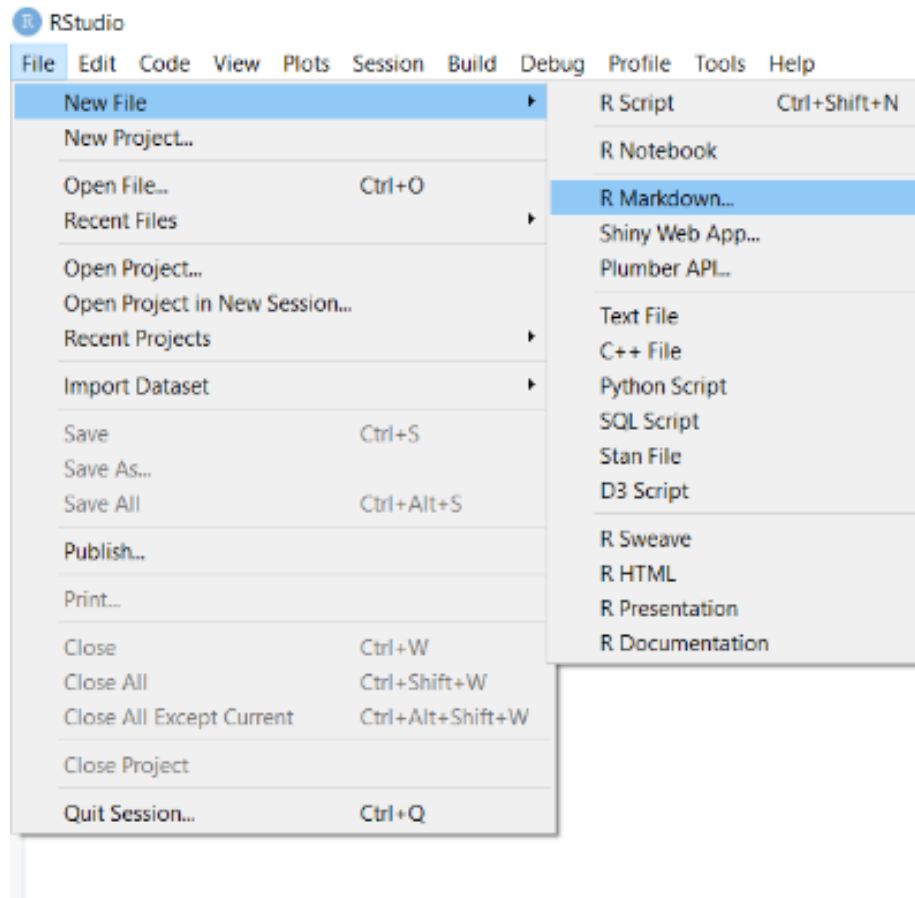 R RStudio
File Edit Code View Plots Session Build Debug Profile Tools Help
New File
New Project...
Open File... Ctrl+O
Recent Files
Open Project...
Open Project in New Session...
Recent Projects
Import Dataset
Save Ctrl+S
Save As...
Save All Ctrl+Alt+S
Publish...
Print...
Close Ctrl+W
Close All Ctrl+Shift+W
Close All Except Current Ctrl+Alt+Shift+W
Close Project
Quit Session... Ctrl+Q
R Script Ctrl+Shift+N
R Notebook
R Markdown...
Shiny Web App...
Plumber API...
Text File
C++ File
Python Script
SQL Script
Stan File
D3 Script
R Sweave
R HTML
R Presentation
R Documentation